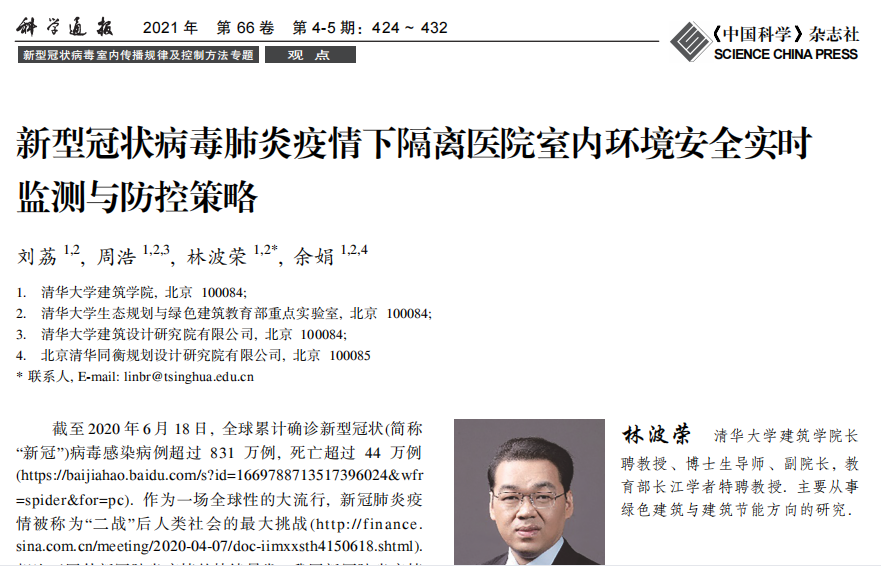 科学通报 2021年 第66卷 第4-5期: 424 ~ 432
《中国科学》杂志社
SCIENCE CHINA PRESS
新型冠状病毒室内传播规律及控制方法专题 观点
新型冠状病毒肺炎疫情下隔离医院室内环境安全实时
监测与防控策略
刘荔 1,2, 周浩 1,2,3, 林波荣 1,2*, 余娟 1,2,4
1. 清华大学建筑学院, 北京 100084;
2. 清华大学生态规划与绿色建筑教育部重点实验室, 北京 100084;
3. 清华大学建筑设计研究院有限公司, 北京 100084;
4. 北京清华同衡规划设计研究院有限公司, 北京 100085
* 联系人, E-mail: linbr@tsinghua.edu.cn
截至2020年6月18日, 全球累计确诊新型冠状(简称
“新冠”)病毒感染病例超过 831 万例, 死亡超过 44 万例
(https://baijiahao.baidu.com/s?id=1669788713517396024&wfr
=spider&for=pc). 作为一场全球性的大流行, 新冠肺炎疫
情被称为“二战”后人类社会的最大挑战(http://finance.
sina.com.cn/meeting/2020-04-07/doc-iimxxsth4150618.shtml).
林波荣 清华大学建筑学院长
聘教授、博士生导师、副院长, 教
育部长江学者特聘教授. 主要从事
绿色建筑与建筑节能方向的研究.